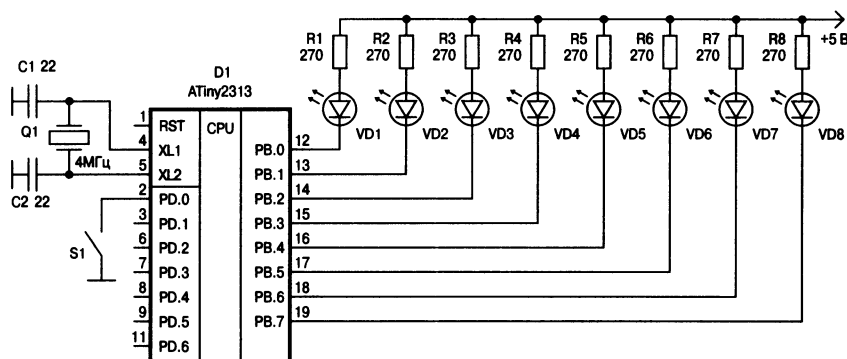 R1 270
R2 270
R3 270
R4 270
R5 270
R6 270
R7 270
R8 270
+5 В
C1 22
Q1
4МГц
C2 22
S1
D1
ATiny2313
CPU
1 RST
4 XL1
5 XL2
2 PD.0
3 PD.1
6 PD.2
7 PD.3
8 PD.4
9 PD.5
11 PD.6
PB.0 12
PB.1 13
PB.2 14
PB.3 15
PB.4 16
PB.5 17
PB.6 18
PB.7 19
VD1
VD2
VD3
VD4
VD5
VD6
VD7
VD8